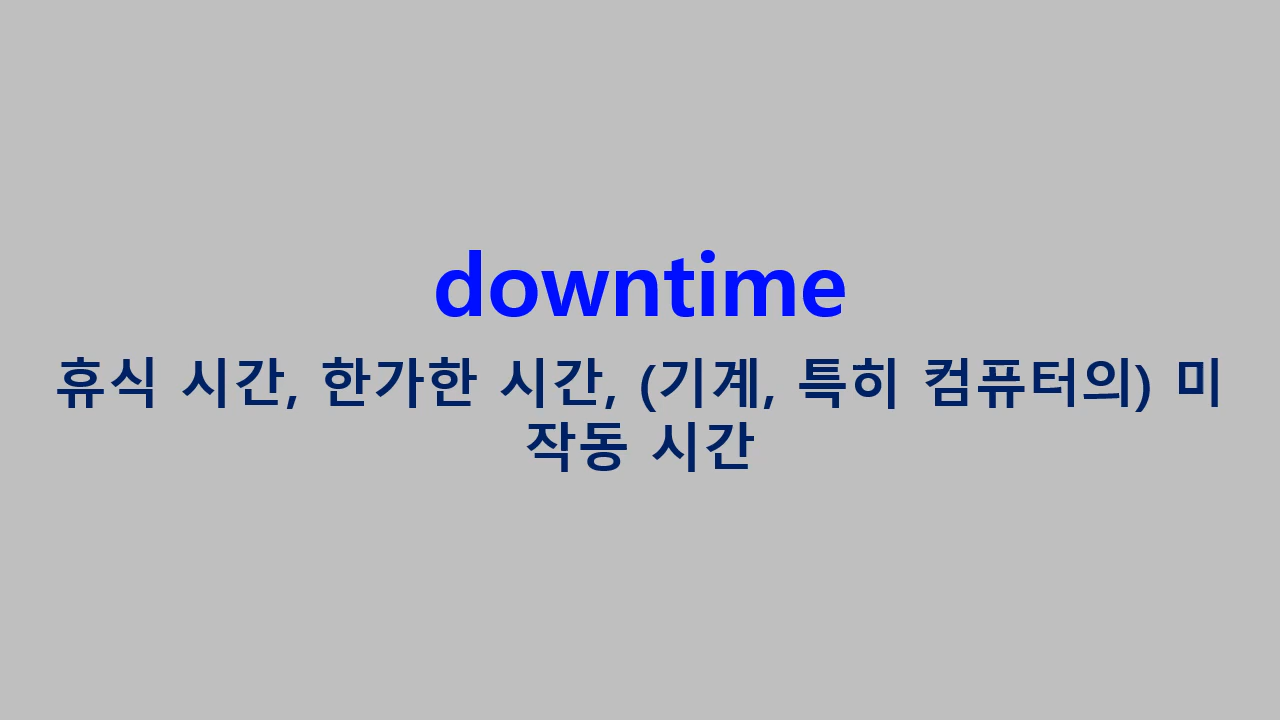 downtime
휴식 시간, 한가한 시간, (기계, 특히 컴퓨터의) 미
작동 시간